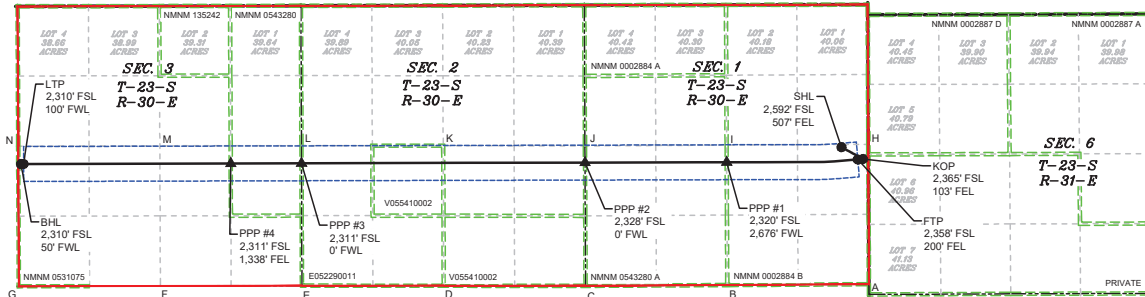 NMNM 135242
NMNM 0543280
NMNM 0002887 D
NMNM 0002887 A
LOT 4
38.66
ACRES
LOT 3
38.99
ACRES
LOT 2
39.31
ACRES
LOT 1
39.64
ACRES
LOT 4
39.89
ACRES
LOT 3
40.05
ACRES
LOT 2
40.23
ACRES
LOT 1
40.39
ACRES
LOT 4
40.42
ACRES
LOT 3
40.30
ACRES
LOT 2
40.18
ACRES
LOT 1
40.06
ACRES
LOT 4
40.45
ACRES
LOT 3
39.90
ACRES
LOT 2
39.94
ACRES
LOT 1
39.98
ACRES
SEC. 3
T-23-S
R-30-E
SEC. 2
T-23-S
R-30-E
NMNM 0002884 A
SEC. 1
T-23-S
R-30-E
LTP
2,310' FSL
100' FWL
SHL
2,592' FSL
507' FEL
LOT 5
40.79
ACRES
SEC. 6
T-23-S
R-31-E
N
M
L
K
J
I
H
KOP
2,365' FSL
103' FEL
LOT 6
40.96
ACRES
BHL
2,310' FSL
50' FWL
PPP #4
2,311' FSL
1,338' FEL
PPP #3
2,311' FSL
0' FWL
V055410002
PPP #2
2,328' FSL
0' FWL
PPP #1
2,320' FSL
2,676' FWL
FTP
2,358' FSL
200' FEL
LOT 7
41.13
ACRES
NMNM 0531075
E052290011
V055410002
NMNM 0543280 A
NMNM 0002884 B
PRIVATE
G
F
E
D
C
B
A